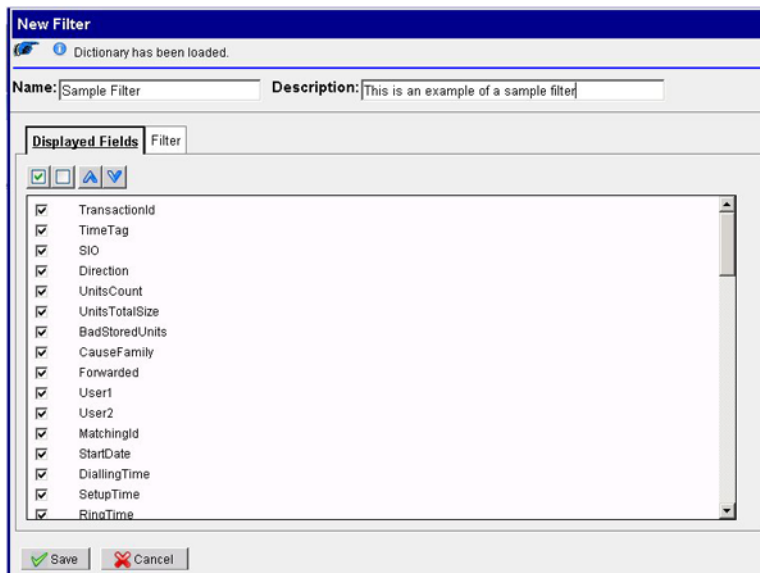 New Filter
Dictionary has been loaded.
Name: Sample Filter Description: This is an example of a sample filter
Displayed Fields Filter
TransactionId
TimeTag
SIO
Direction
UnitsCount
UnitsTotalSize
BadStoredUnits
CauseFamily
Forwarded
User1
User2
MatchingId
StartDate
DiallingTime
SetupTime
RingTime
Save Cancel